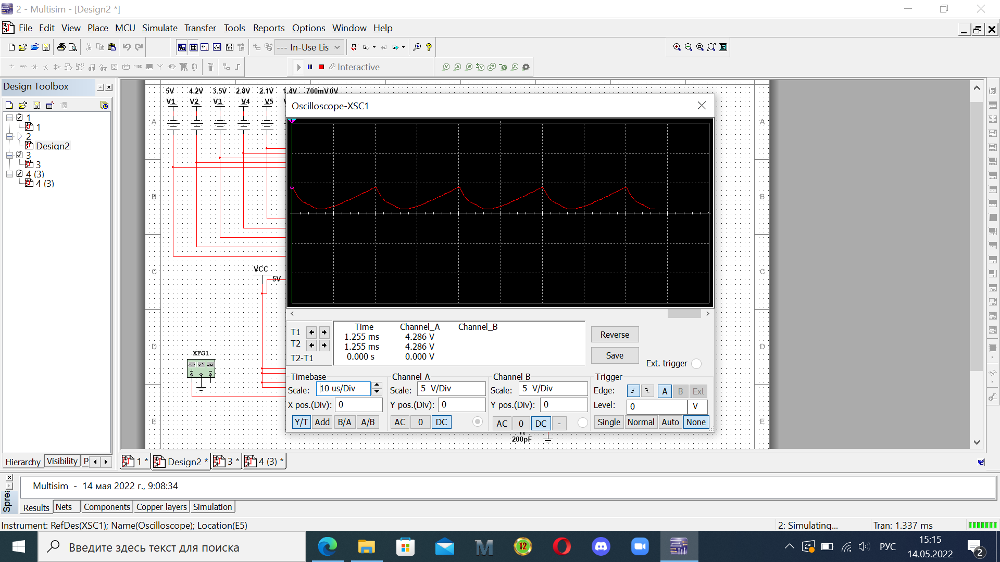 2 - Multisim - [Design2 *]
File Edit View Place MCU Simulate Transfer Tools Reports Options Window Help
--- In-Use Lis
Interactive
Design Toolbox
1
1
2
Design2
3
3
4 (3)
4 (3)
Hierarchy Visibility P
5V 4.2V 3.5V 2.8V 2.1V 1.4V 700mV 0V
V1 V2 V3 V4 V5
A
B
C
D
E
A
B
C
D
E
VCC
5V
XFG1
200pF
Oscilloscope-XSC1
Time Channel_A Channel_B
T1 1.255 ms 4.286 V
T2 1.255 ms 4.286 V
T2-T1 0.000 s 0.000 V
Reverse
Save
Ext. trigger
Timebase
Scale: 10 us/Div
X pos.(Div): 0
Y/T Add B/A A/B
Channel A
Scale: 5 V/Div
Y pos.(Div): 0
AC 0 DC
Channel B
Scale: 5 V/Div
Y pos.(Div): 0
AC 0 DC -
Trigger
Edge: A B Ext
Level: 0 V
Single Normal Auto None
1 * Design2 * 3 * 4 (3) *
Spre
Multisim - 14 мая 2022 г., 9:08:34
Results Nets Components Copper layers Simulation
Instrument: RefDes(XSC1); Name(Oscilloscope); Location(E5)
2: Simulating... Tran: 1.337 ms
Введите здесь текст для поиска
12
РУС
15:15
14.05.2022
2